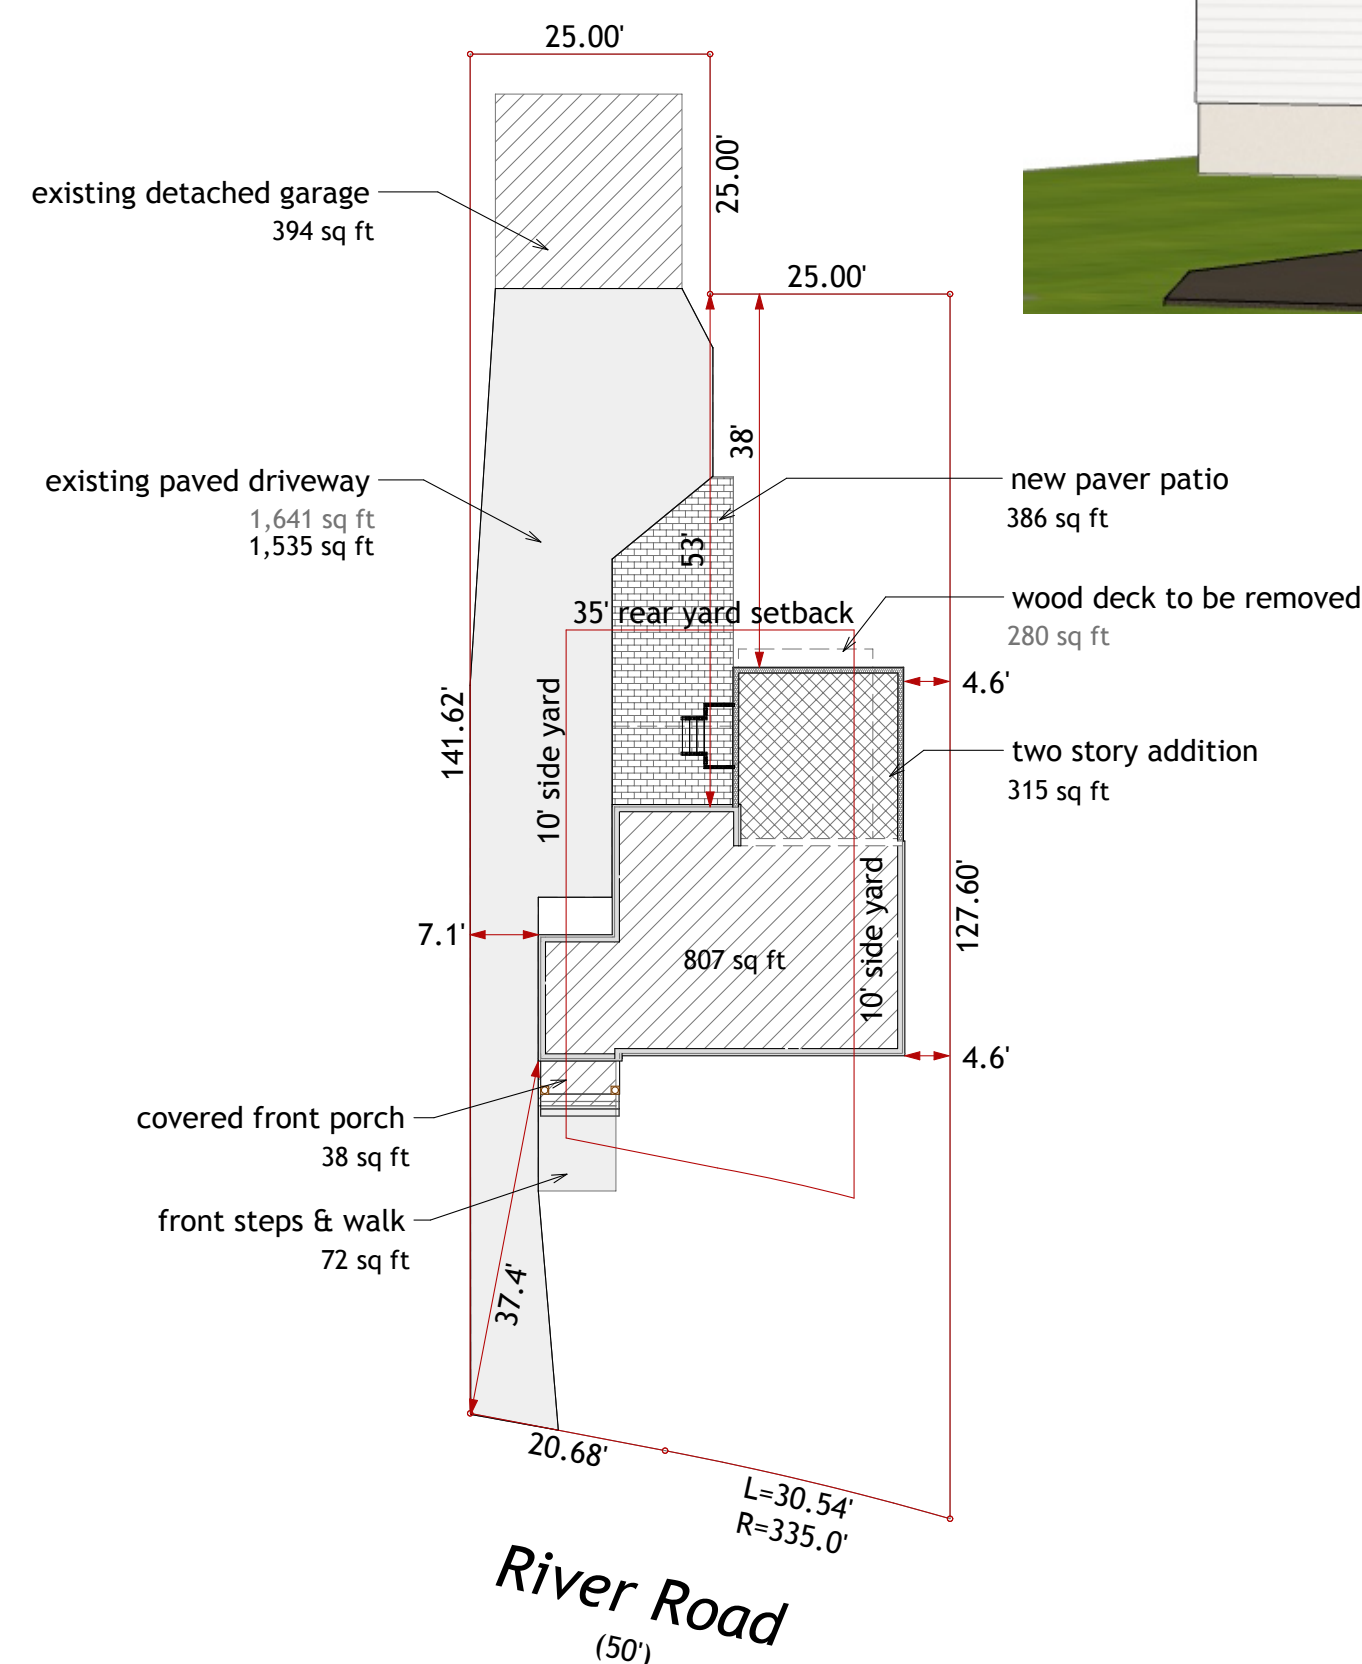 25.00'
25.00'
existing detached garage
394 sq ft
25.00'
38'
existing paved driveway
1,641 sq ft
1,535 sq ft
new paver patio
386 sq ft
53'
wood deck to be removed
280 sq ft
35' rear yard setback
4.6'
141.62'
10' side yard
two story addition
315 sq ft
7.1'
807 sq ft
10' side yard
127.60'
4.6'
covered front porch
38 sq ft
front steps & walk
72 sq ft
37.4'
20.68'
L=30.54'
R=335.0'
River Road
(50')